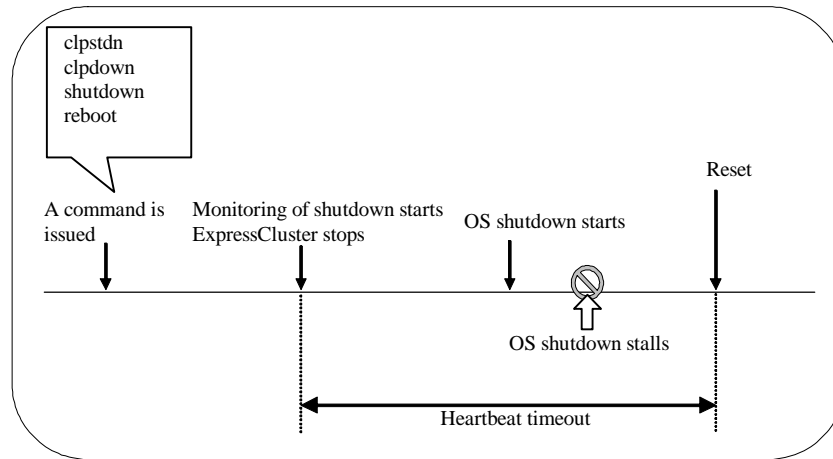 clpstdn
clpdown
shutdown
reboot
A command is
issued
Monitoring of shutdown starts
ExpressCluster stops
OS shutdown starts
Reset
OS shutdown stalls
Heartbeat timeout